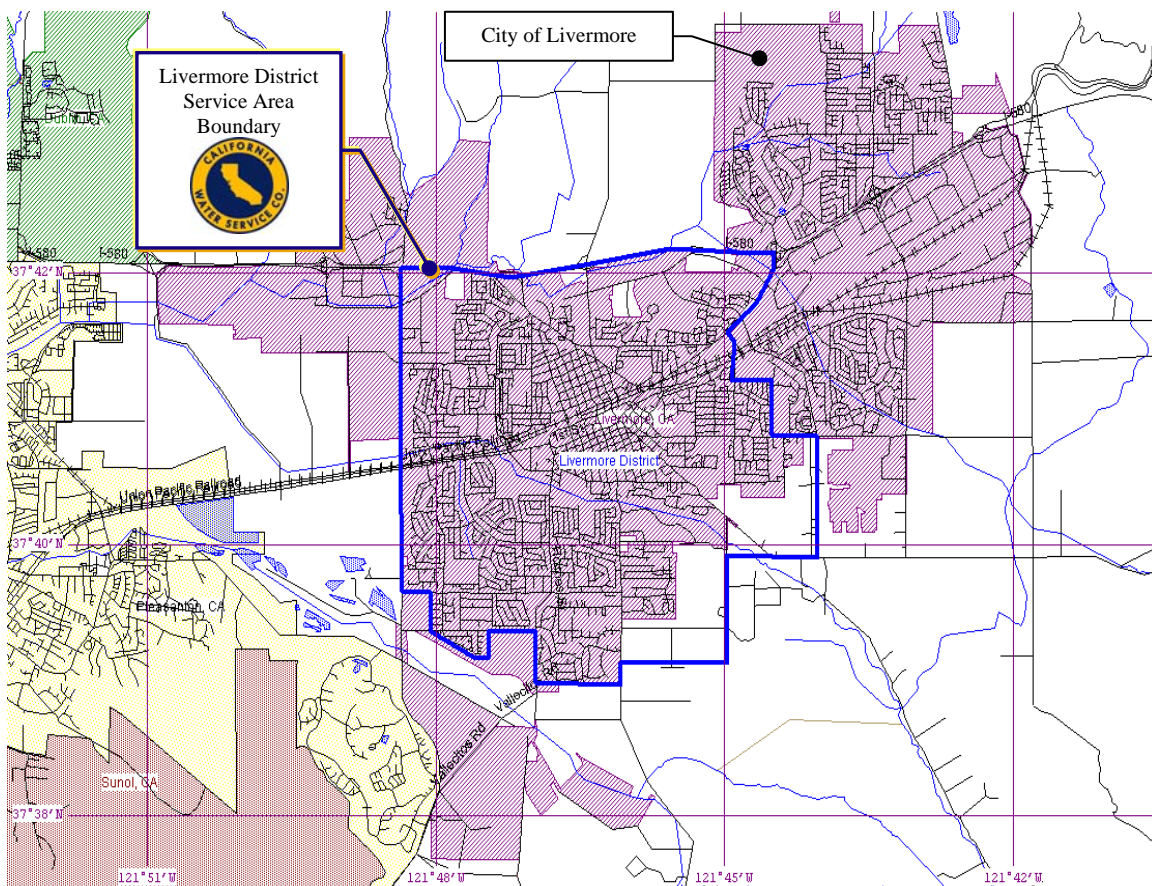 City of Livermore
Livermore District
Service Area
Boundary
CALIFORNIA
WATER SERVICE CO.
I-580
I-580
I-580
37°42'N
Livermore, CA
Livermore District
Union Pacific Railroad
37°40'N
Pleasanton, CA
Vallecitos Rd
Sunol, CA
37°38'N
121°51'W
121°48'W
121°45'W
121°42'W